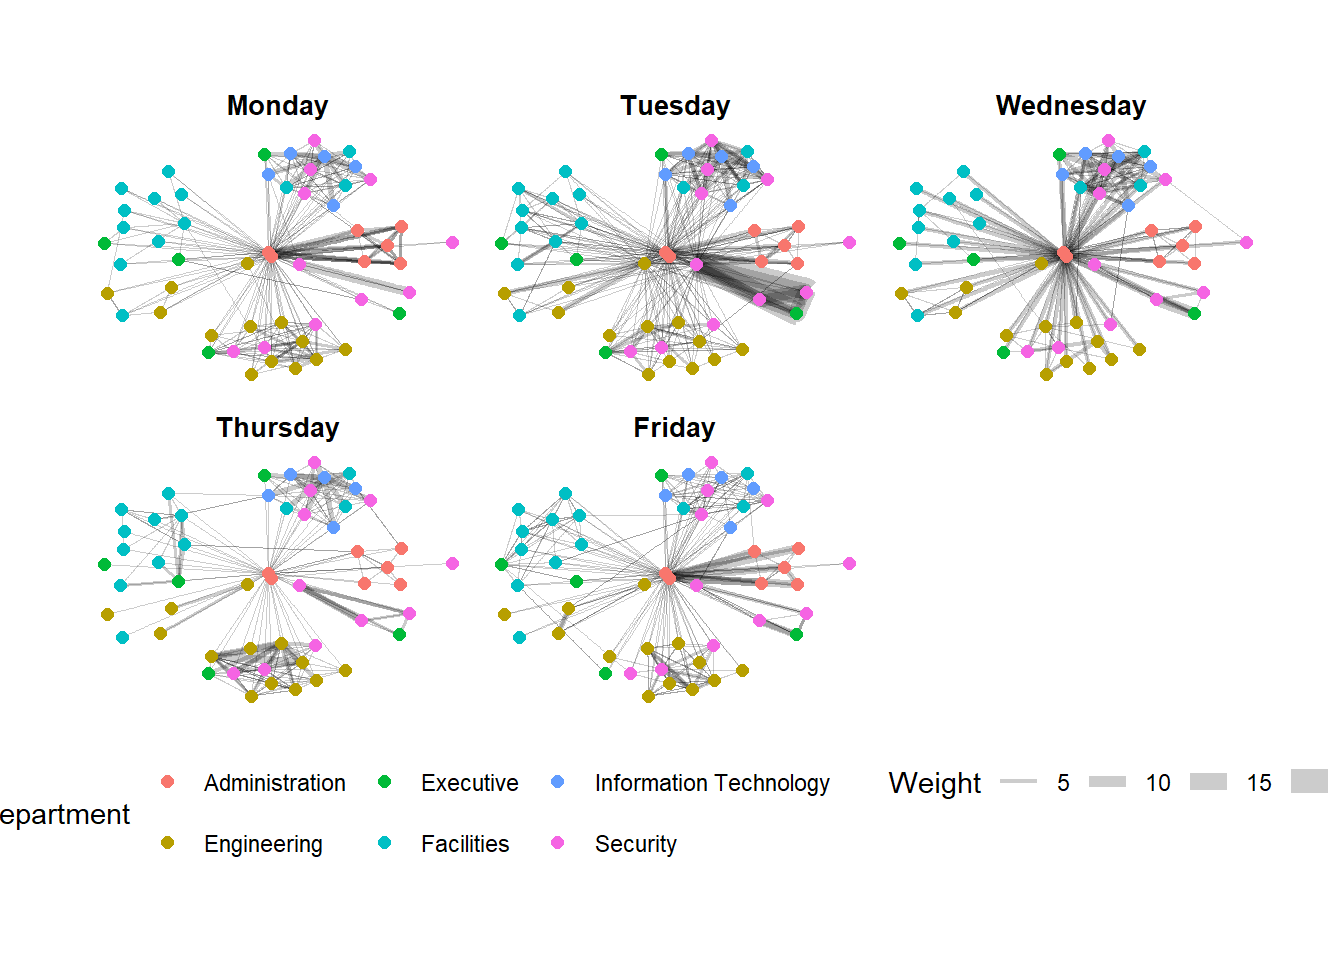 Monday Tuesday Wednesday
Thursday Friday
Administration Executive Information Technology Weight 5 10 15
epartment
Engineering Facilities Security